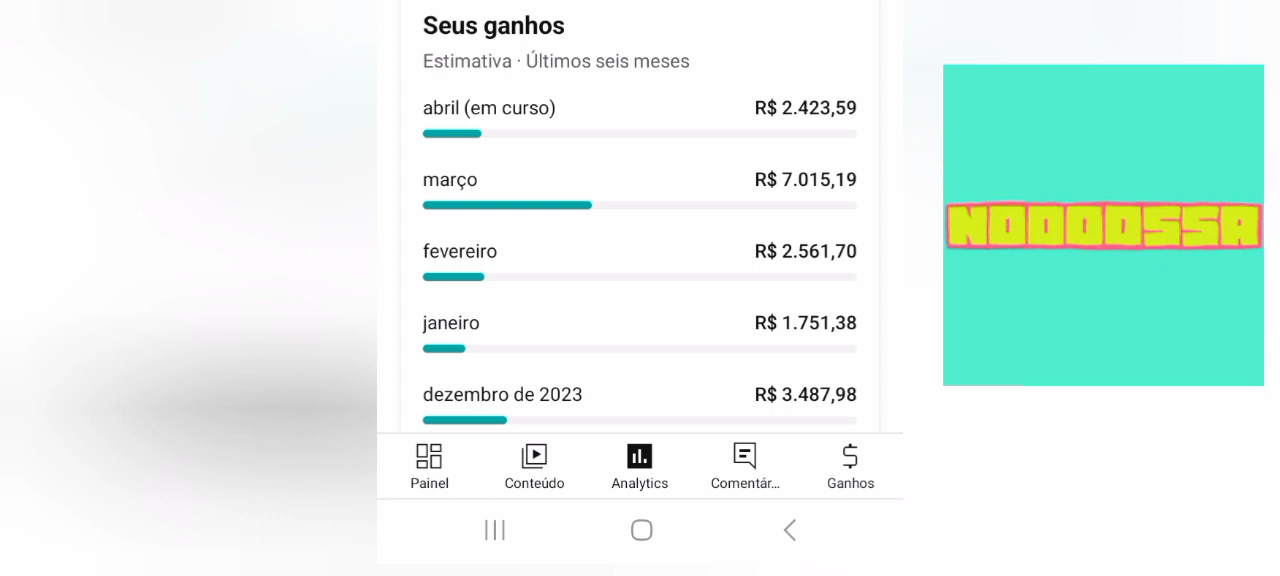 Seus ganhos
Estimativa · Últimos seis meses
abril (em curso) R$ 2.423,59
março R$ 7.015,19
fevereiro R$ 2.561,70
janeiro R$ 1.751,38
dezembro de 2023 R$ 3.487,98
Painel Conteúdo Analytics Comentár... Ganhos
NOOOOSSA